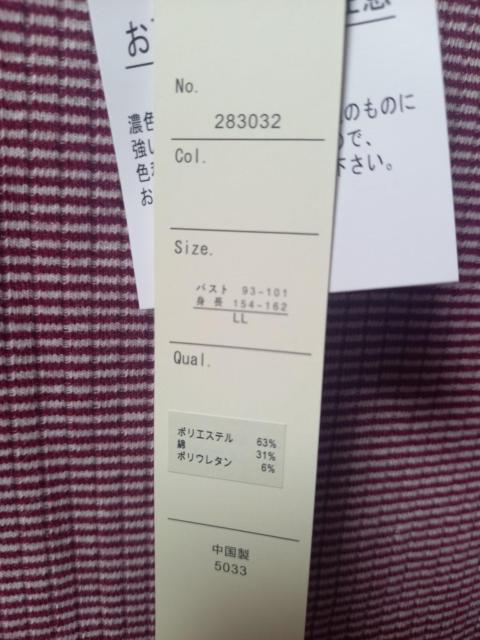 No.
283032
Col.
Size.
バスト 93-101
身長 154-162
LL
Qual.
ポリエステル 63%
綿 31%
ポリウレタン 6%
中国製
5033
お
濃色 のものに
強い で、
色 下さい。
お